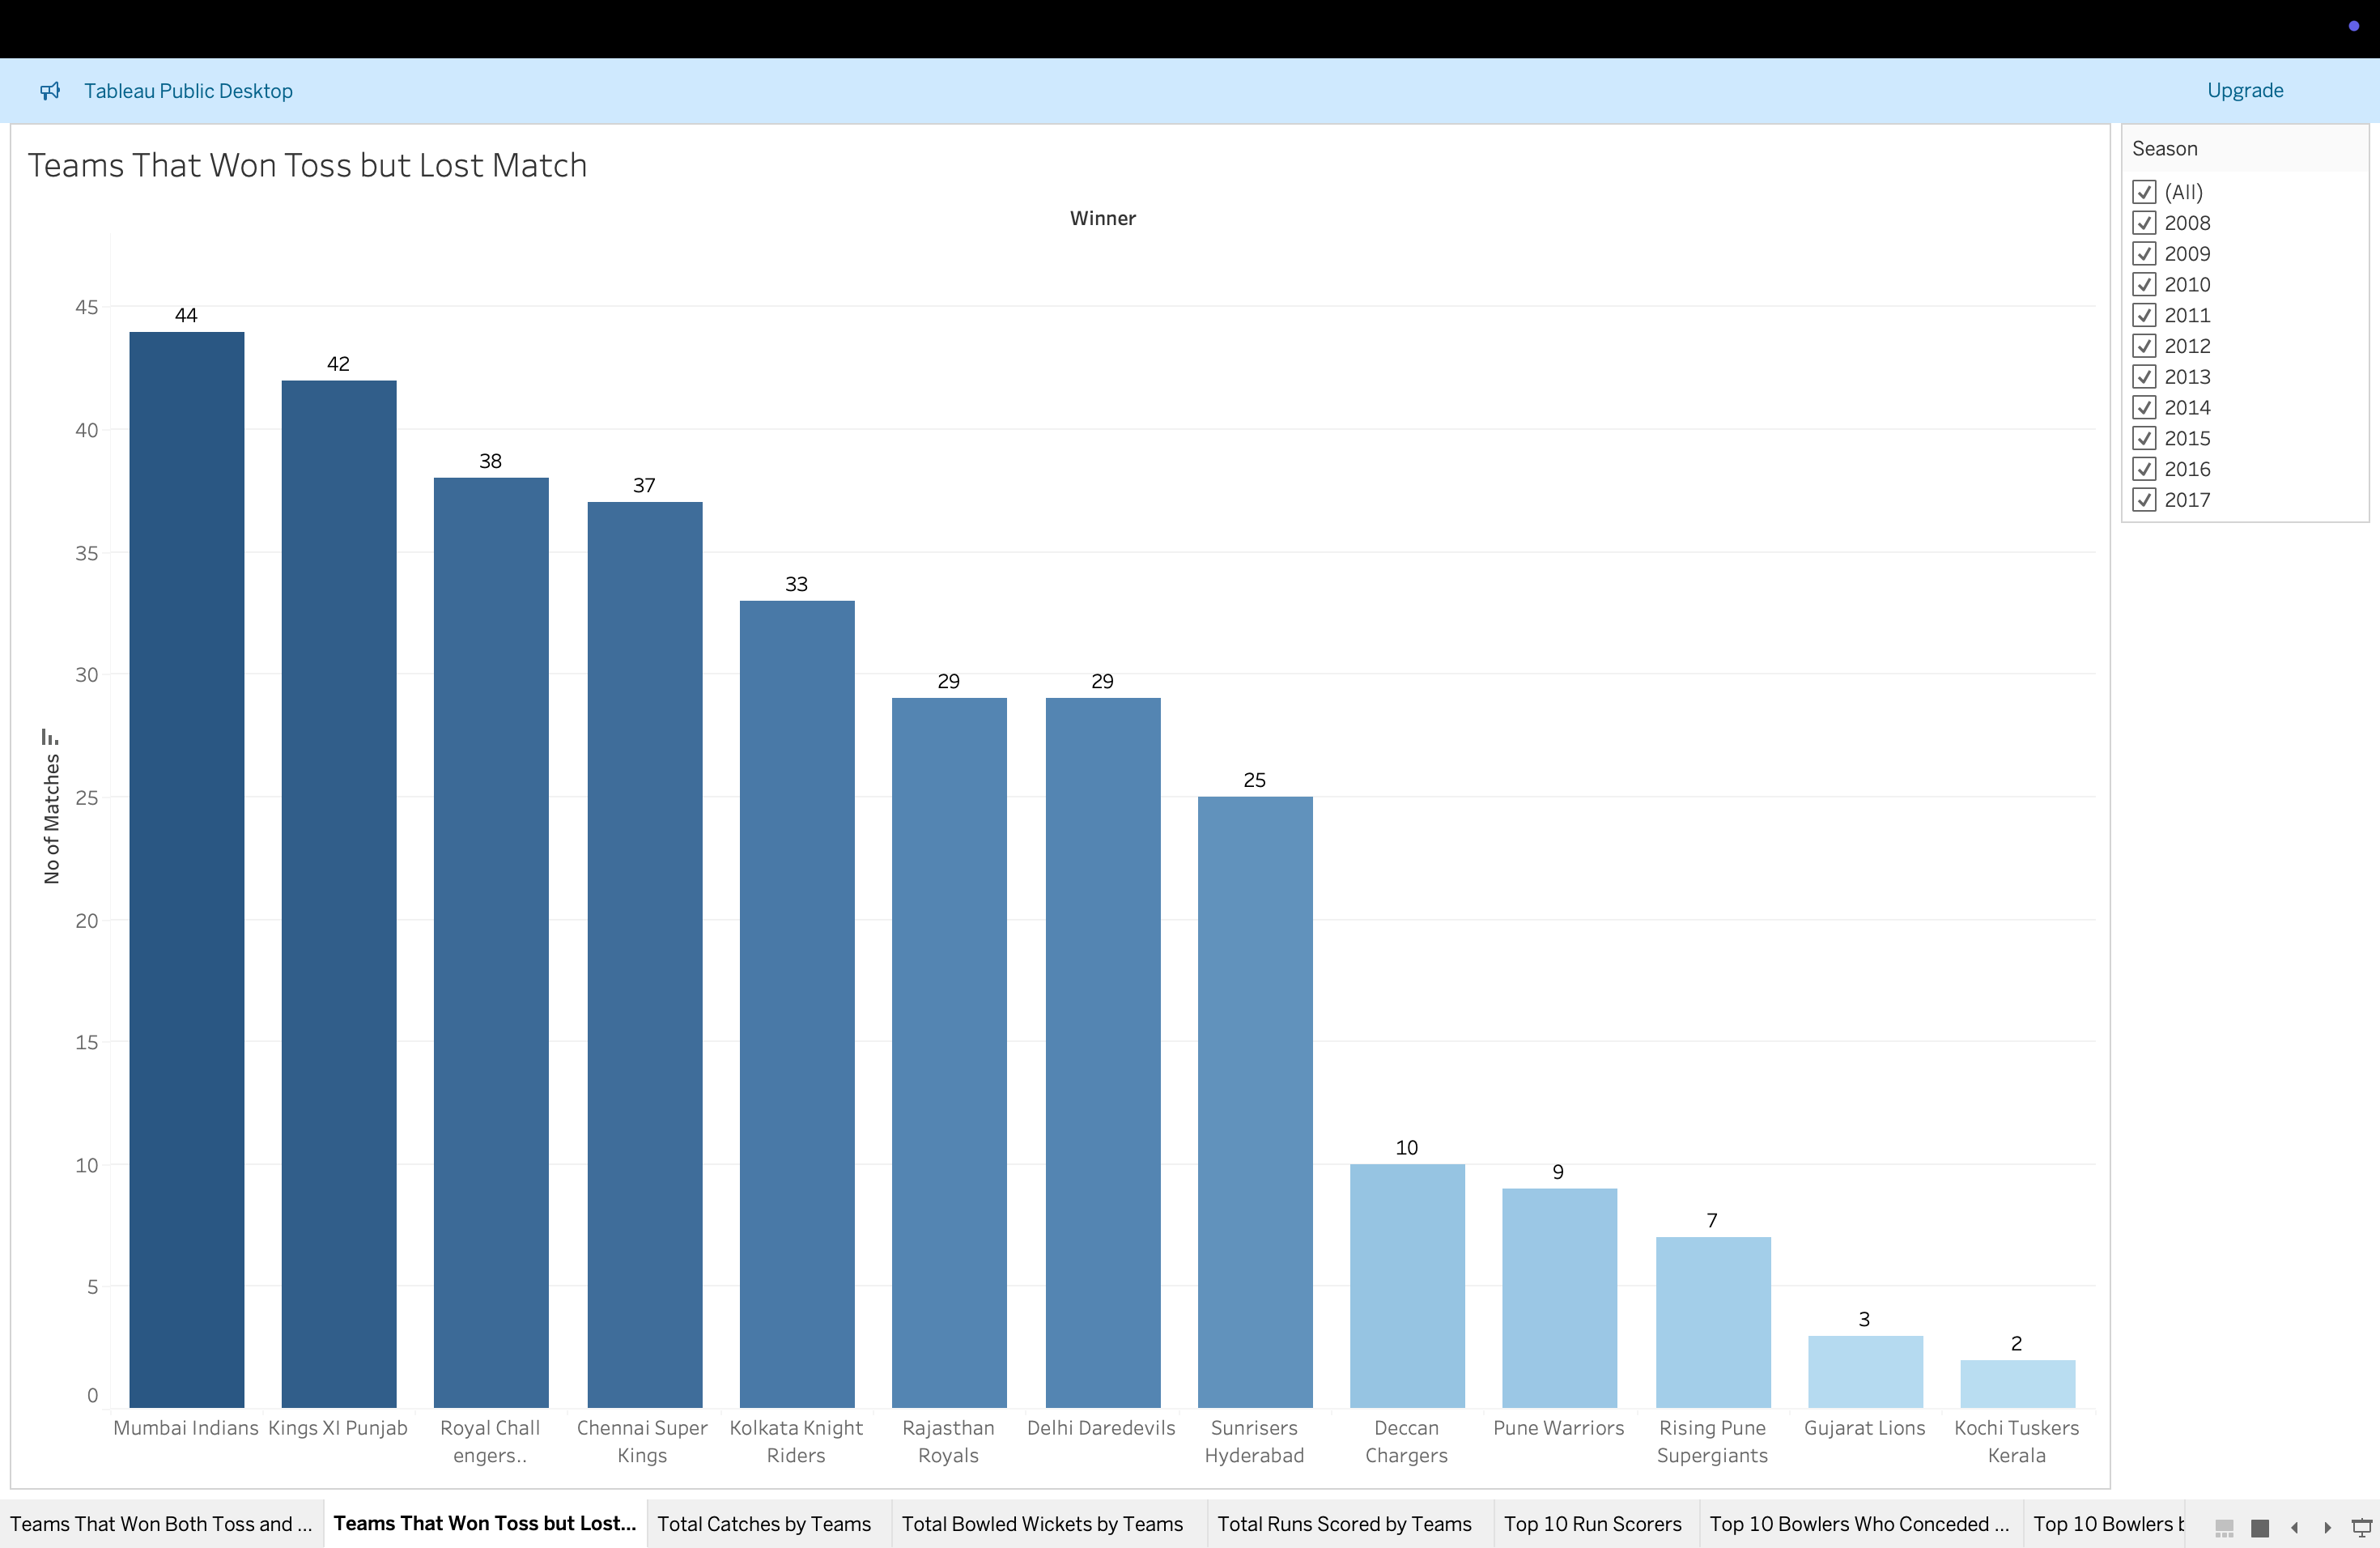 Tableau Public Desktop
Upgrade
Teams That Won Toss but Lost Match
Winner
No of Matches
45
40
35
30
25
20
15
10
5
0
44
42
38
37
33
29
29
25
10
9
7
3
2
Mumbai Indians
Kings XI Punjab
Royal Chall
engers..
Chennai Super
Kings
Kolkata Knight
Riders
Rajasthan
Royals
Delhi Daredevils
Sunrisers
Hyderabad
Deccan
Chargers
Pune Warriors
Rising Pune
Supergiants
Gujarat Lions
Kochi Tuskers
Kerala
Season
(All)
2008
2009
2010
2011
2012
2013
2014
2015
2016
2017
Teams That Won Both Toss and ...
Teams That Won Toss but Lost...
Total Catches by Teams
Total Bowled Wickets by Teams
Total Runs Scored by Teams
Top 10 Run Scorers
Top 10 Bowlers Who Conceded ...
Top 10 Bowlers b